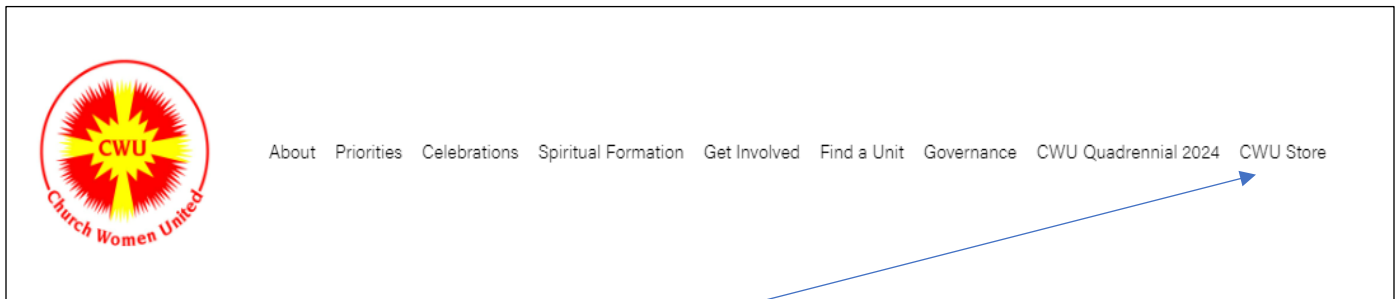 CWU
Church Women United
About Priorities Celebrations Spiritual Formation Get Involved Find a Unit Governance CWU Quadrennial 2024 CWU Store